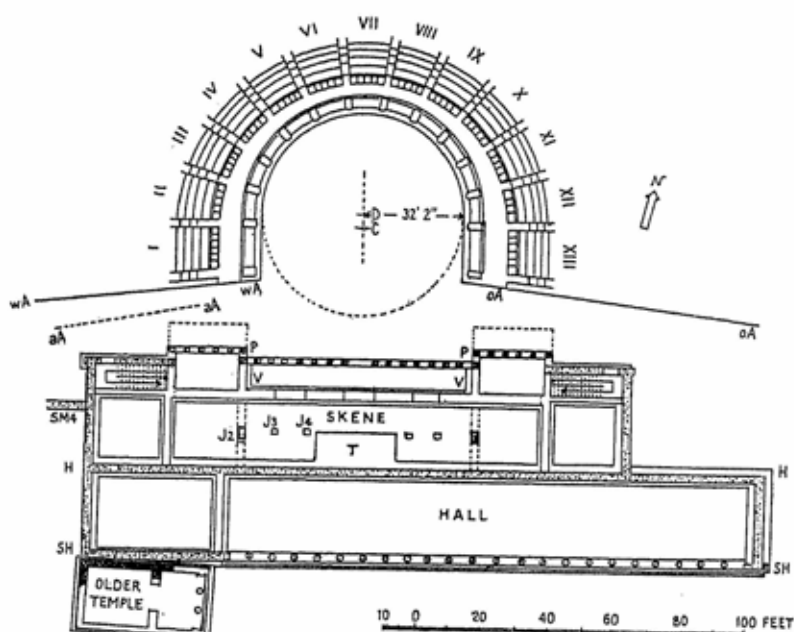 VI VII VIII
V IX
IV X
III XI
II XII
I XIII
N
D — 32' 2"
C
wA wA oA
aA
aA oA
P P
V V
SM4 SKENE
J2 J3 J4
T
H H
HALL
SH SH
OLDER
TEMPLE
10 0 20 40 60 80 100 FEET